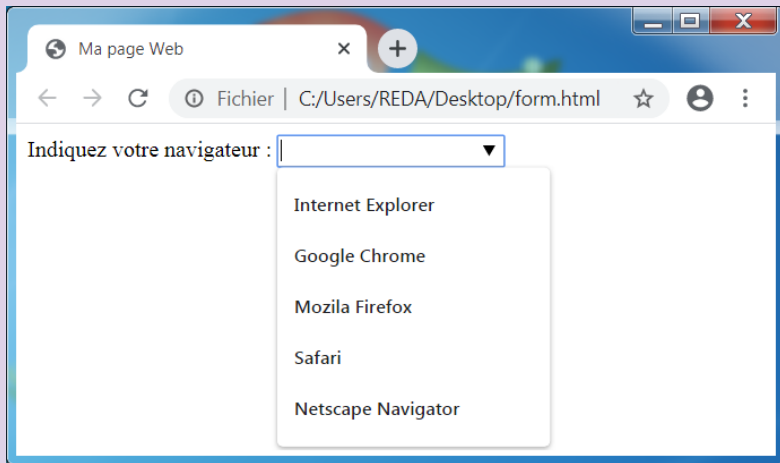 Ma page Web
Fichier | C:/Users/REDA/Desktop/form.html
Indiquez votre navigateur :
Internet Explorer
Google Chrome
Mozila Firefox
Safari
Netscape Navigator